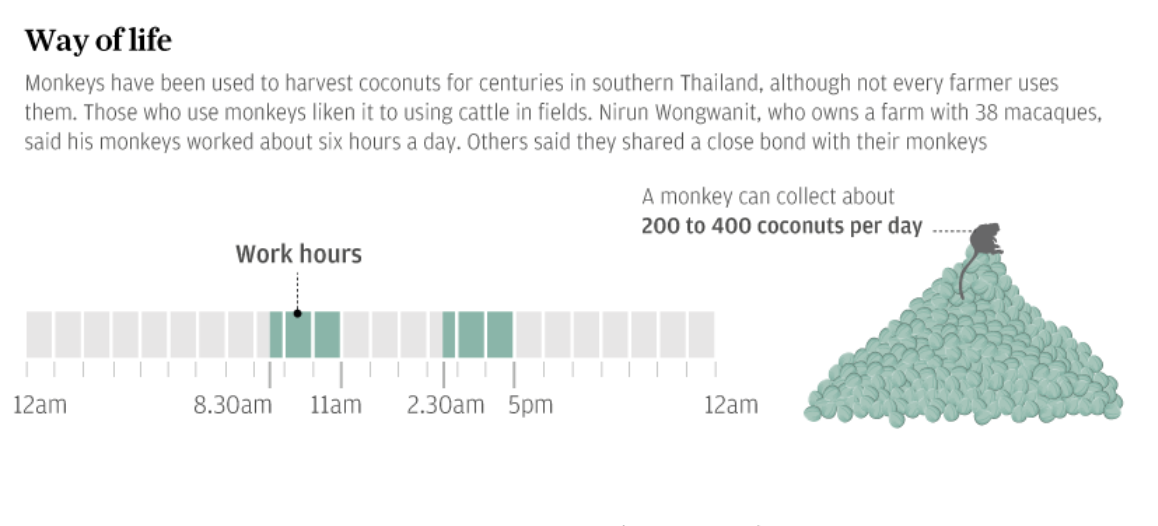 Way of life
Monkeys have been used to harvest coconuts for centuries in southern Thailand, although not every farmer uses
them. Those who use monkeys liken it to using cattle in fields. Nirun Wongwanit, who owns a farm with 38 macaques,
said his monkeys worked about six hours a day. Others said they shared a close bond with their monkeys
A monkey can collect about
200 to 400 coconuts per day
Work hours
12am 8.30am 11am 2.30am 5pm 12am